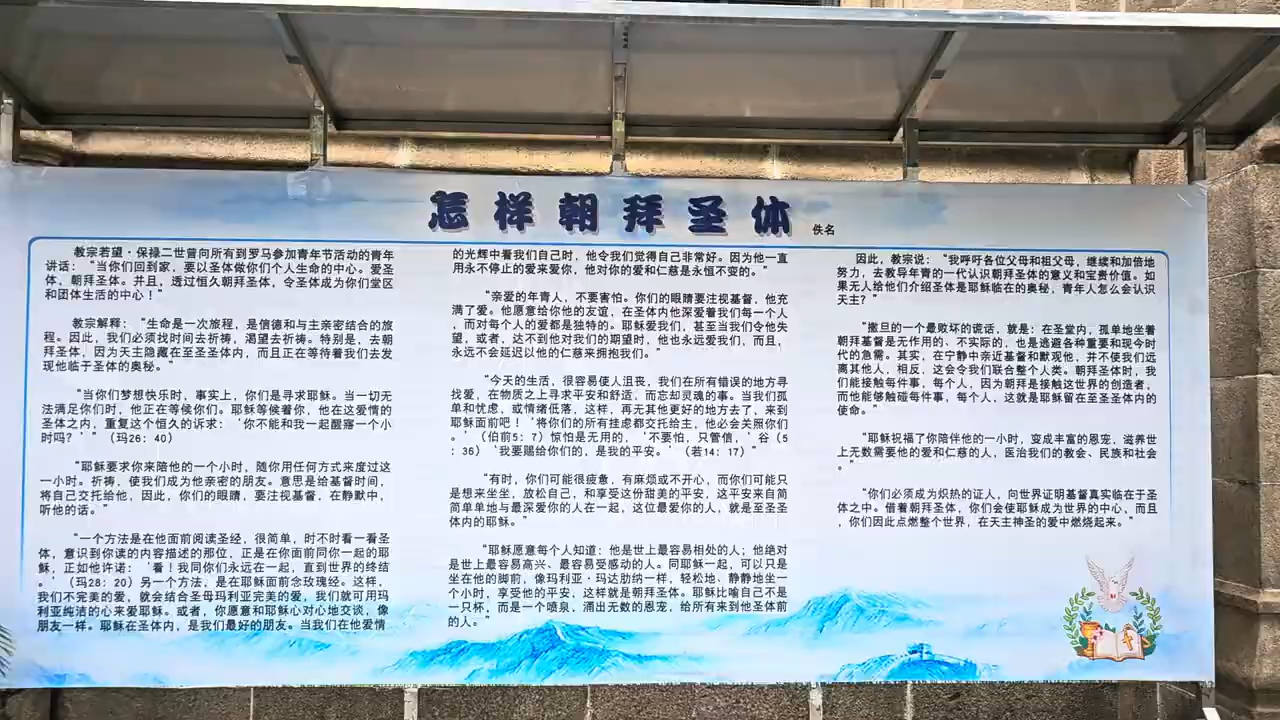 怎样朝拜圣体
佚名
教宗若望·保禄二世曾向所有到罗马参加青年节活动的青年
讲话：“当你们回到家，要以圣体做你们个人生命的中心。爱圣
体，朝拜圣体。并且，透过恒久朝拜圣体，令圣体成为你们堂区
和团体生活的中心！”
教宗解释：“生命是一次旅程，是信德和与主亲密结合的旅
程。因此，我们必须找时间去祈祷，渴望去祈祷。特别是，去朝
拜圣体，因为天主隐藏在至圣圣体内，而且正在等待着我们去发
现他临于圣体的奥秘。”
“当你们梦想快乐时，事实上，你们是寻求耶稣。当一切无
法满足你们时，他正在等候你们。耶稣等候着你，他在这爱情的
圣体之内，重复这个恒久的诉求：‘你不能和我一起醒寤一个小
时吗？’”（玛26：40）
“耶稣要求你来陪他的一个小时，随你用任何方式来度过这
一小时。祈祷，使我们成为他亲密的朋友。意思是给基督时间，
将自己交托给他，因此，你们的眼睛，要注视基督，在静默中，
听他的话。”
“一个方法是在他面前阅读圣经，很简单，时不时看一看圣
体，意识到你读的内容描述的那位，正是在你面前同你一起的耶
稣，正如他许诺：‘看！我同你们永远在一起，直到世界的终结
。’（玛28：20）另一个方法，是在耶稣面前念玫瑰经。这样，
我们不完美的爱，就会结合圣母玛利亚完美的爱，我们就可用玛
利亚纯洁的心来爱耶稣。或者，你愿意和耶稣心对心地交谈，像
朋友一样。耶稣在圣体内，是我们最好的朋友。当我们在他爱情
的光辉中看我们自己时，他令我们觉得自己非常好。因为他一直
用永不停止的爱来爱你，他对你的爱和仁慈是永恒不变的。”
“亲爱的年青人，不要害怕。你们的眼睛要注视基督，他充
满了爱。他愿意给你他的友谊，在圣体内他深爱着我们每一个人
，而对每个人的爱都是独特的。耶稣爱我们，甚至当我们令他失
望，或者，达不到他对我们的期望时，他也永远爱我们，而且，
永远不会延迟以他的仁慈来拥抱我们。”
“今天的生活，很容易使人沮丧，我们在所有错误的地方寻
找爱，在物质之上寻求平安和舒适，而忘却灵魂的事。当我们孤
单和忧虑，或情绪低落，这样，再无其他更好的地方去了，来到
耶稣面前吧！‘将你们的所有挂虑都交托给主，他必会关照你们
。’（伯前5：7）惊怕是无用的，‘不要怕，只管信，’谷（5
：36）‘我要赐给你们的，是我的平安。’（若14：17）”
“有时，你们可能很疲惫，有麻烦或不开心，而你们可能只
是想来坐坐，放松自己，和享受这份甜美的平安，这平安来自简
简单单地与最深爱你的人在一起，这位最爱你的人，就是至圣圣
体内的耶稣。”
“耶稣愿意每个人知道：他是世上最容易相处的人；他绝对
是世上最容易高兴、最容易受感动的人。同耶稣一起，可以只是
坐在他的脚前，像玛利亚·玛达肋纳一样，轻松地、静静地坐一
个小时，享受他的平安，这样就是朝拜圣体。耶稣比喻自己不是
一只杯，而是一个喷泉，涌出无数的恩宠，给所有来到他圣体前
的人。”
因此，教宗说：“我呼吁各位父母和祖父母，继续和加倍地
努力，去教导年青的一代认识朝拜圣体的意义和宝贵价值。如
果无人给他们介绍圣体是耶稣临在的奥秘，青年人怎么会认识
天主？”
“撒旦的一个最败坏的谎话，就是：在圣堂内，孤单地坐着
朝拜基督是无作用的、不实际的，也是逃避各种重要和现今时
代的急需。其实，在宁静中亲近基督和默观他，并不使我们远
离其他人，相反，这会令我们联合整个人类。朝拜圣体时，我
们能接触每件事，每个人，因为朝拜是接触这世界的创造者，
而他能够触碰每件事，每个人，这就是耶稣留在至圣圣体内的
使命。”
“耶稣祝福了你陪伴他的一小时，变成丰富的恩宠，滋养世
上无数需要他的爱和仁慈的人，医治我们的教会、民族和社会
。”
“你们必须成为炽热的证人，向世界证明基督真实临在于圣
体之中。借着朝拜圣体，你们会使耶稣成为世界的中心，而且
，你们因此点燃整个世界，在天主神圣的爱中燃烧起来。”